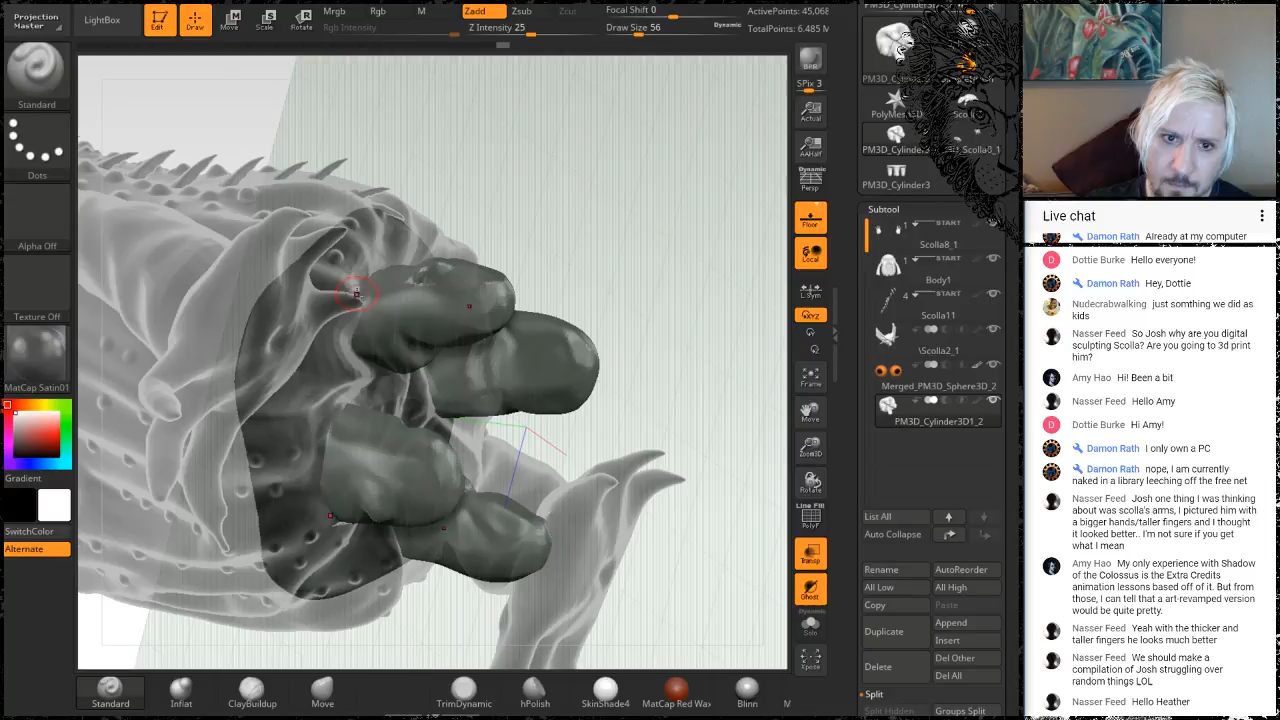 Projection Master
LightBox
Edit
Draw
Move
Scale
Rotate
Mrgb
Rgb
M
Rgb Intensity
Zadd
Zsub
Zcut
Z Intensity 25
Focal Shift 0
Draw Size 56
Dynamic
ActivePoints: 45,068
TotalPoints: 6.485 M
Standard
Dots
Alpha Off
Texture Off
MatCap Satin01
Gradient
SwitchColor
Alternate
BPR
SPix 3
Actual
AAHalf
Dynamic
Persp
Floor
Local
L.Sym
XYZ
Frame
Move
Zoom3D
Rotate
Line Fill
PolyF
Transp
Ghost
Dynamic
Solo
Xpose
PolyMesh3D
PM3D_Cylinder3
Subtool
START
Scolla8_1
START
Body1
START
Scolla11
\Scolla2_1
Merged_PM3D_Sphere3D_2
PM3D_Cylinder3D1_2
List All
Auto Collapse
Rename
AutoReorder
All Low
All High
Copy
Paste
Duplicate
Append
Insert
Delete
Del Other
Del All
Split
Split Hidden
Groups Split
Standard
Inflat
ClayBuildup
Move
TrimDynamic
hPolish
SkinShade4
MatCap Red Wax
Blinn
M
Live chat
Damon Rath Already at my computer
Dottie Burke Hello everyone!
Damon Rath Hey, Dottie
Nudecrabwalking just somthing we did as
kids
Nasser Feed So Josh why are you digital
sculpting Scolla? Are you going to 3d print
him?
Amy Hao Hi! Been a bit
Nasser Feed Hello Amy
Dottie Burke Hi Amy!
Damon Rath I only own a PC
Damon Rath nope, I am currently
naked in a library leeching off the free net
Nasser Feed Josh one thing I was thinking
about was scolla's arms, I pictured him with
a bigger hands/taller fingers and I thought
it looked better.. I'm not sure if you get
what I mean
Amy Hao My only experience with Shadow
of the Colossus is the Extra Credits
animation lessons based off of it. But from
those, I can tell that a art-revamped version
would be quite pretty.
Nasser Feed Yeah with the thicker and
taller fingers he looks much better
Nasser Feed We should make a
compilation of Josh struggling over
random things LOL
Nasser Feed Hello Heather